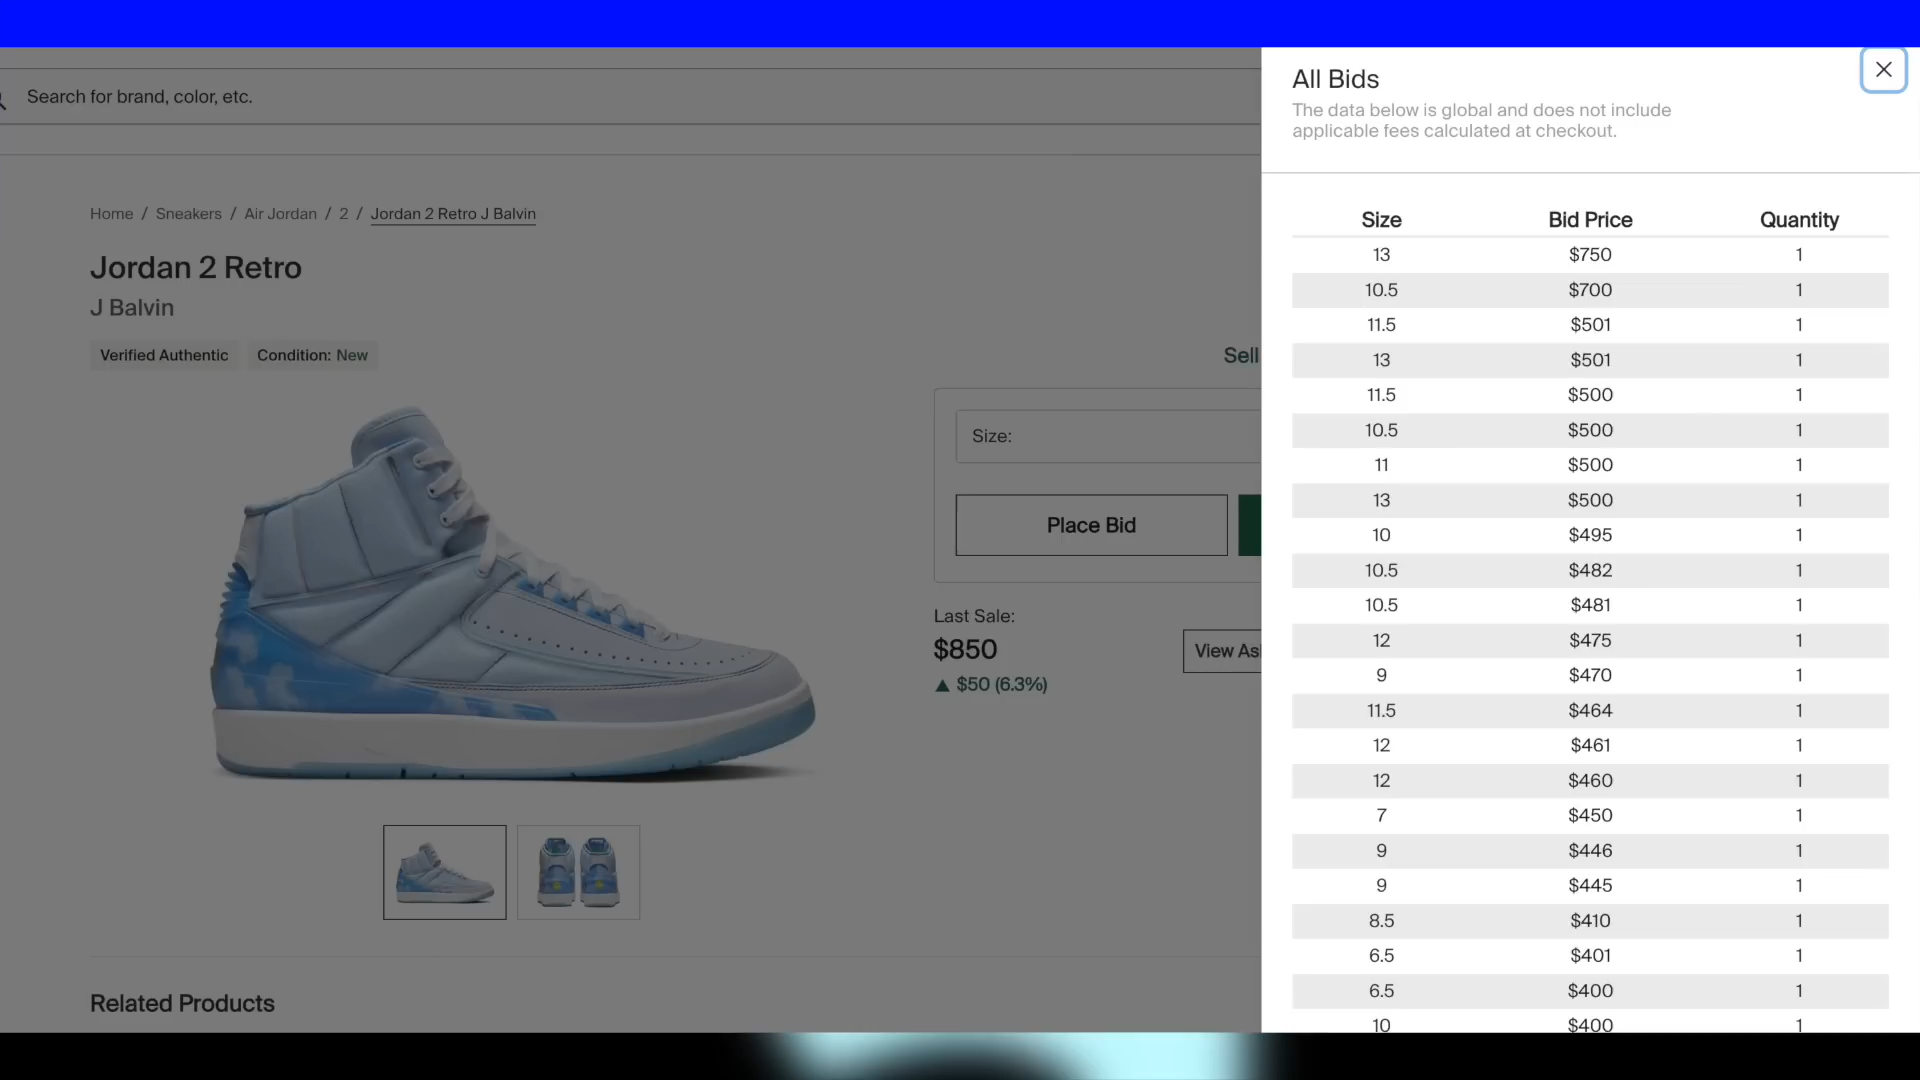 Search for brand, color, etc.
Home / Sneakers / Air Jordan / 2 / Jordan 2 Retro J Balvin
Jordan 2 Retro
J Balvin
Verified Authentic
Condition: New
Sell
Size:
Place Bid
Last Sale:
$850
▲ $50 (6.3%)
View As
Related Products
All Bids
The data below is global and does not include
applicable fees calculated at checkout.
Size Bid Price Quantity
13 $750 1
10.5 $700 1
11.5 $501 1
13 $501 1
11.5 $500 1
10.5 $500 1
11 $500 1
13 $500 1
10 $495 1
10.5 $482 1
10.5 $481 1
12 $475 1
9 $470 1
11.5 $464 1
12 $461 1
12 $460 1
7 $450 1
9 $446 1
9 $445 1
8.5 $410 1
6.5 $401 1
6.5 $400 1
10 $400 1